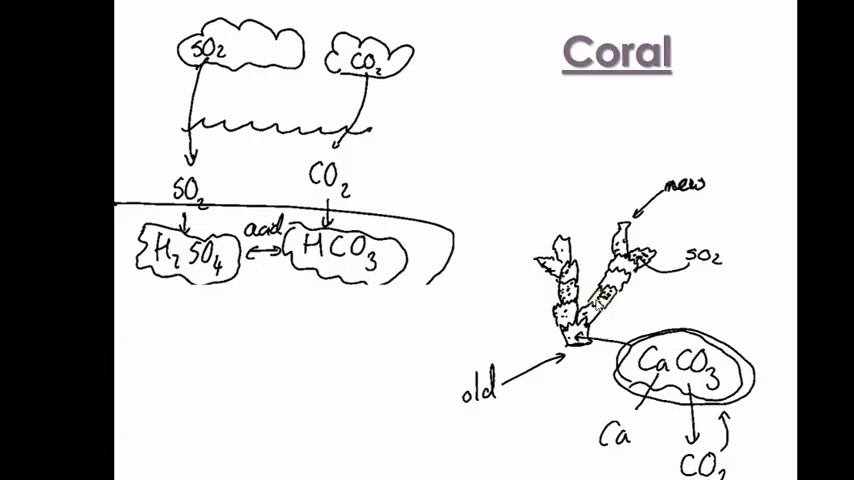 Coral
SO2
CO2
SO2
CO2
H2SO4
acid
HCO3
new
SO2
old
CaCO3
Ca
CO2